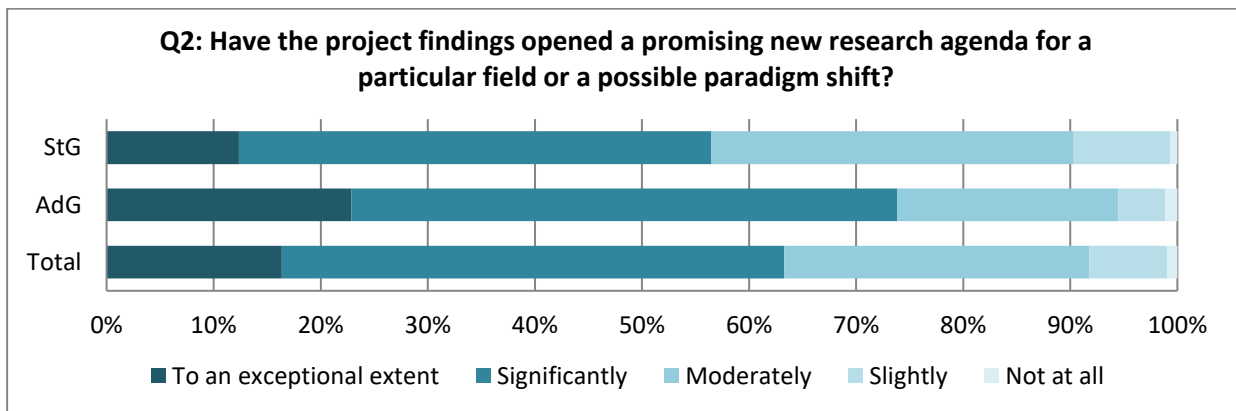 Q2: Have the project findings opened a promising new research agenda for a
particular field or a possible paradigm shift?
StG
AdG
Total
0% 10% 20% 30% 40% 50% 60% 70% 80% 90% 100%
To an exceptional extent Significantly Moderately Slightly Not at all